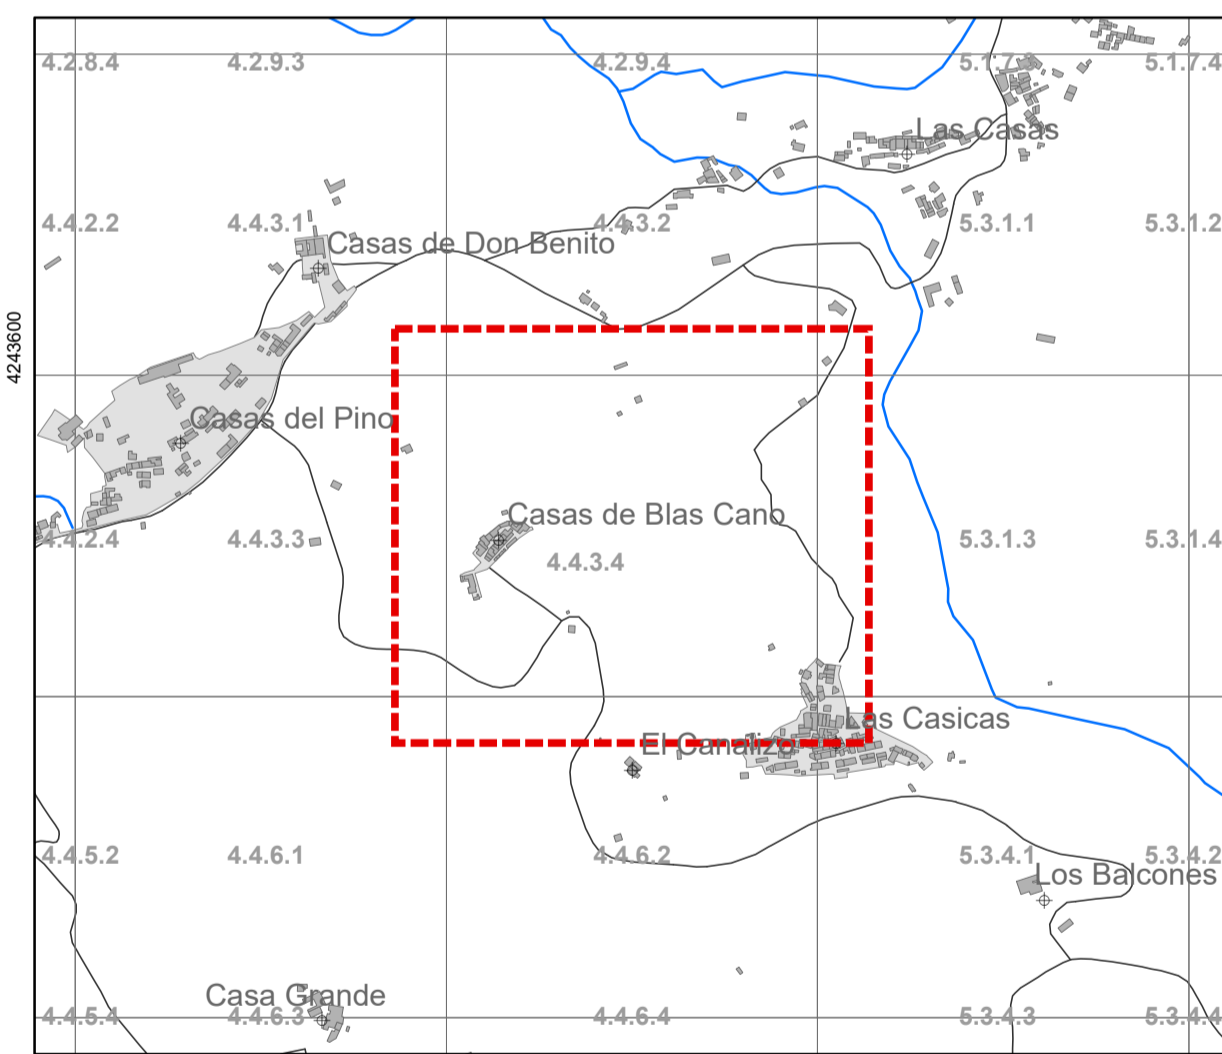 4.2.8.4 4.2.9.3 4.2.9.4 5.1.7.3 5.1.7.4
Las Casas
4.4.2.2 4.4.3.1 4.4.3.2 5.3.1.1 5.3.1.2
Casas de Don Benito
4243600
Casas del Pino
Casas de Blas Cano
4.4.2.4 4.4.3.3 5.3.1.3 5.3.1.4
4.4.3.4
Las Casicas
El Canalizo
4.4.5.2 4.4.6.1 4.4.6.2 5.3.4.1 5.3.4.2
Los Balcones
Casa Grande
4.4.5.4 4.4.6.3 4.4.6.4 5.3.4.3 5.3.4.4